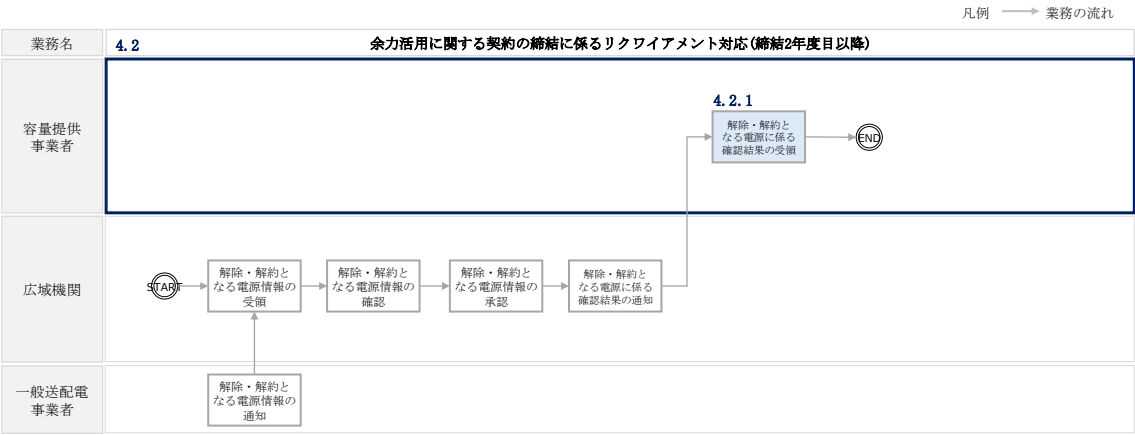 凡例 業務の流れ
業務名
4.2
余力活用に関する契約の締結に係るリクワイアメント対応(締結2年度目以降)
容量提供
事業者
4.2.1
解除・解約と
なる電源に係る
確認結果の受領
END
広域機関
START
解除・解約と
なる電源情報の
受領
解除・解約と
なる電源情報の
確認
解除・解約と
なる電源情報の
承認
解除・解約と
なる電源に係る
確認結果の通知
一般送配電
事業者
解除・解約と
なる電源情報の
通知